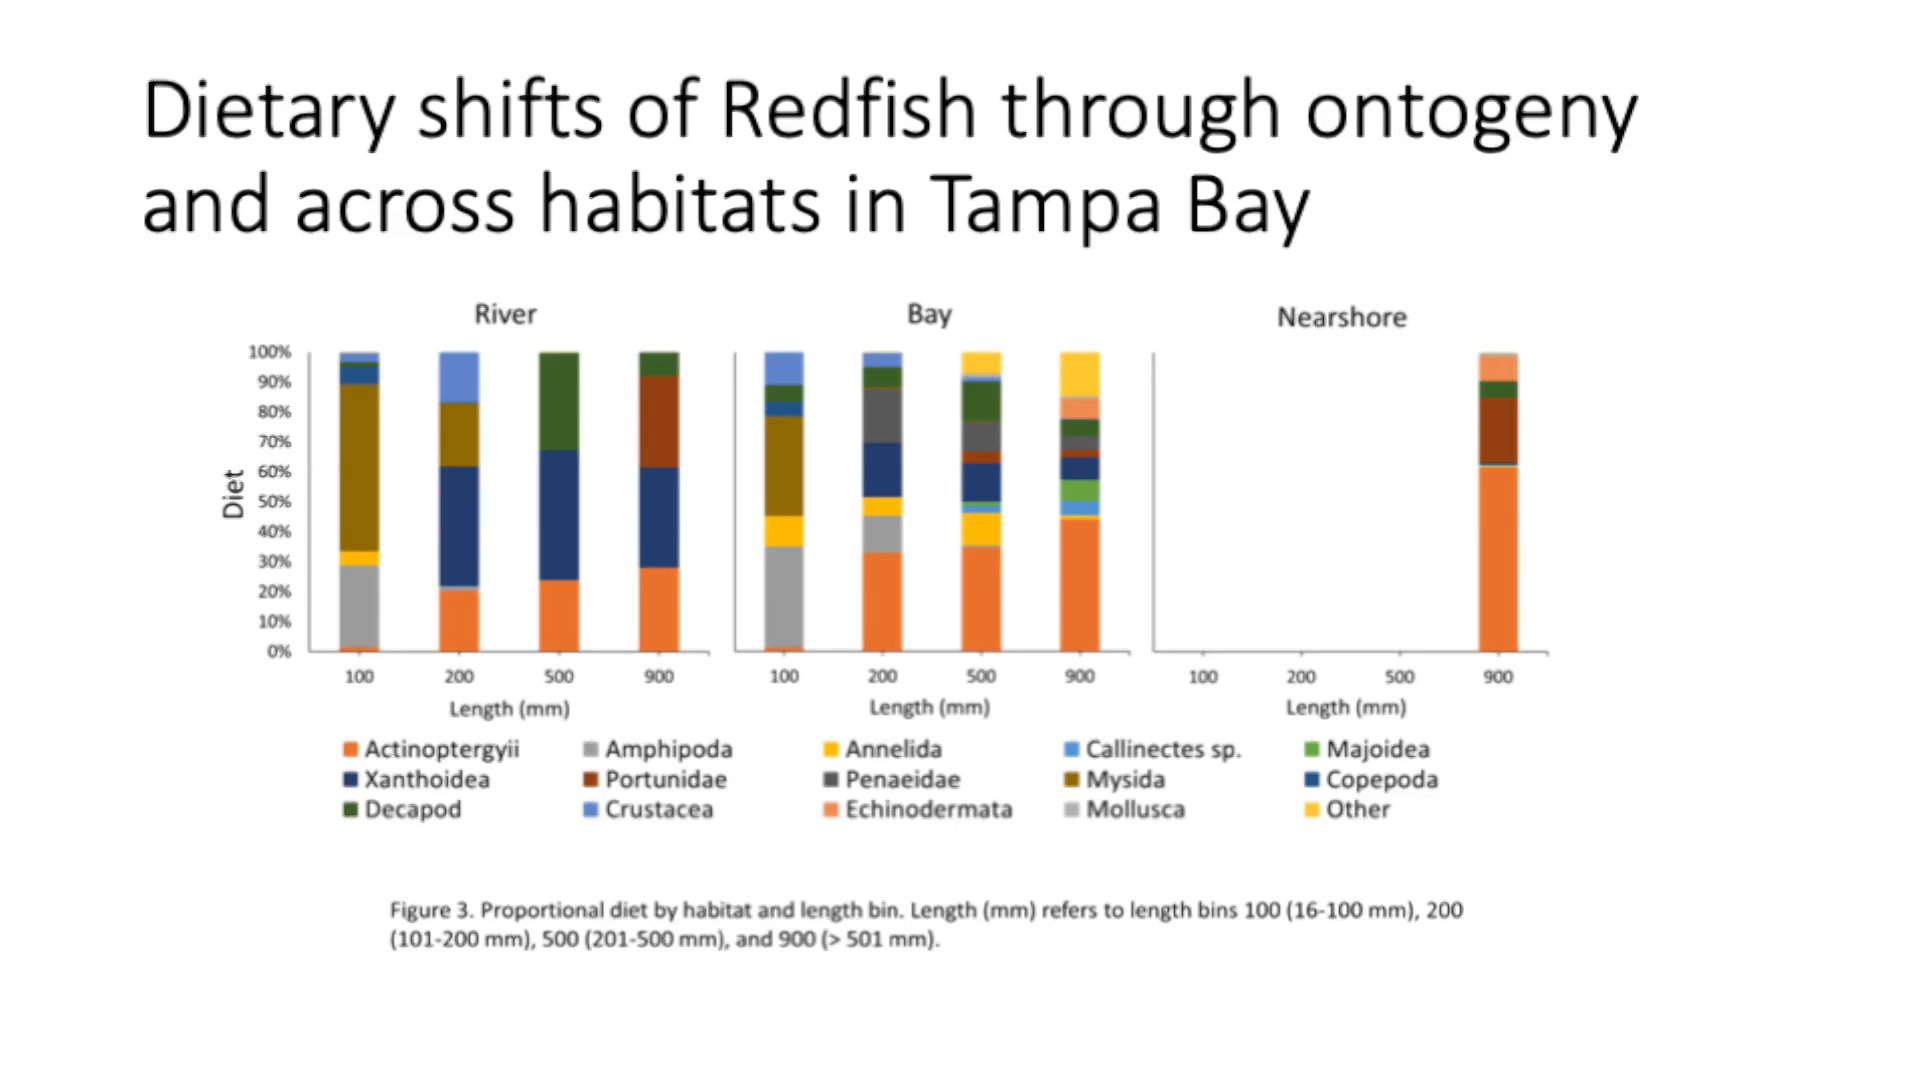 Dietary shifts of Redfish through ontogeny
and across habitats in Tampa Bay
River
Bay
Nearshore
100%
90%
80%
70%
60%
50%
40%
30%
20%
10%
0%
Diet
100 200 500 900
100 200 500 900
100 200 500 900
Length (mm)
Length (mm)
Length (mm)
Actinoptergyii Amphipoda Annelida Callinectes sp. Majoidea
Xanthoidea Portunidae Penaeidae Mysida Copepoda
Decapod Crustacea Echinodermata Mollusca Other
Figure 3. Proportional diet by habitat and length bin. Length (mm) refers to length bins 100 (16-100 mm), 200
(101-200 mm), 500 (201-500 mm), and 900 (> 501 mm).